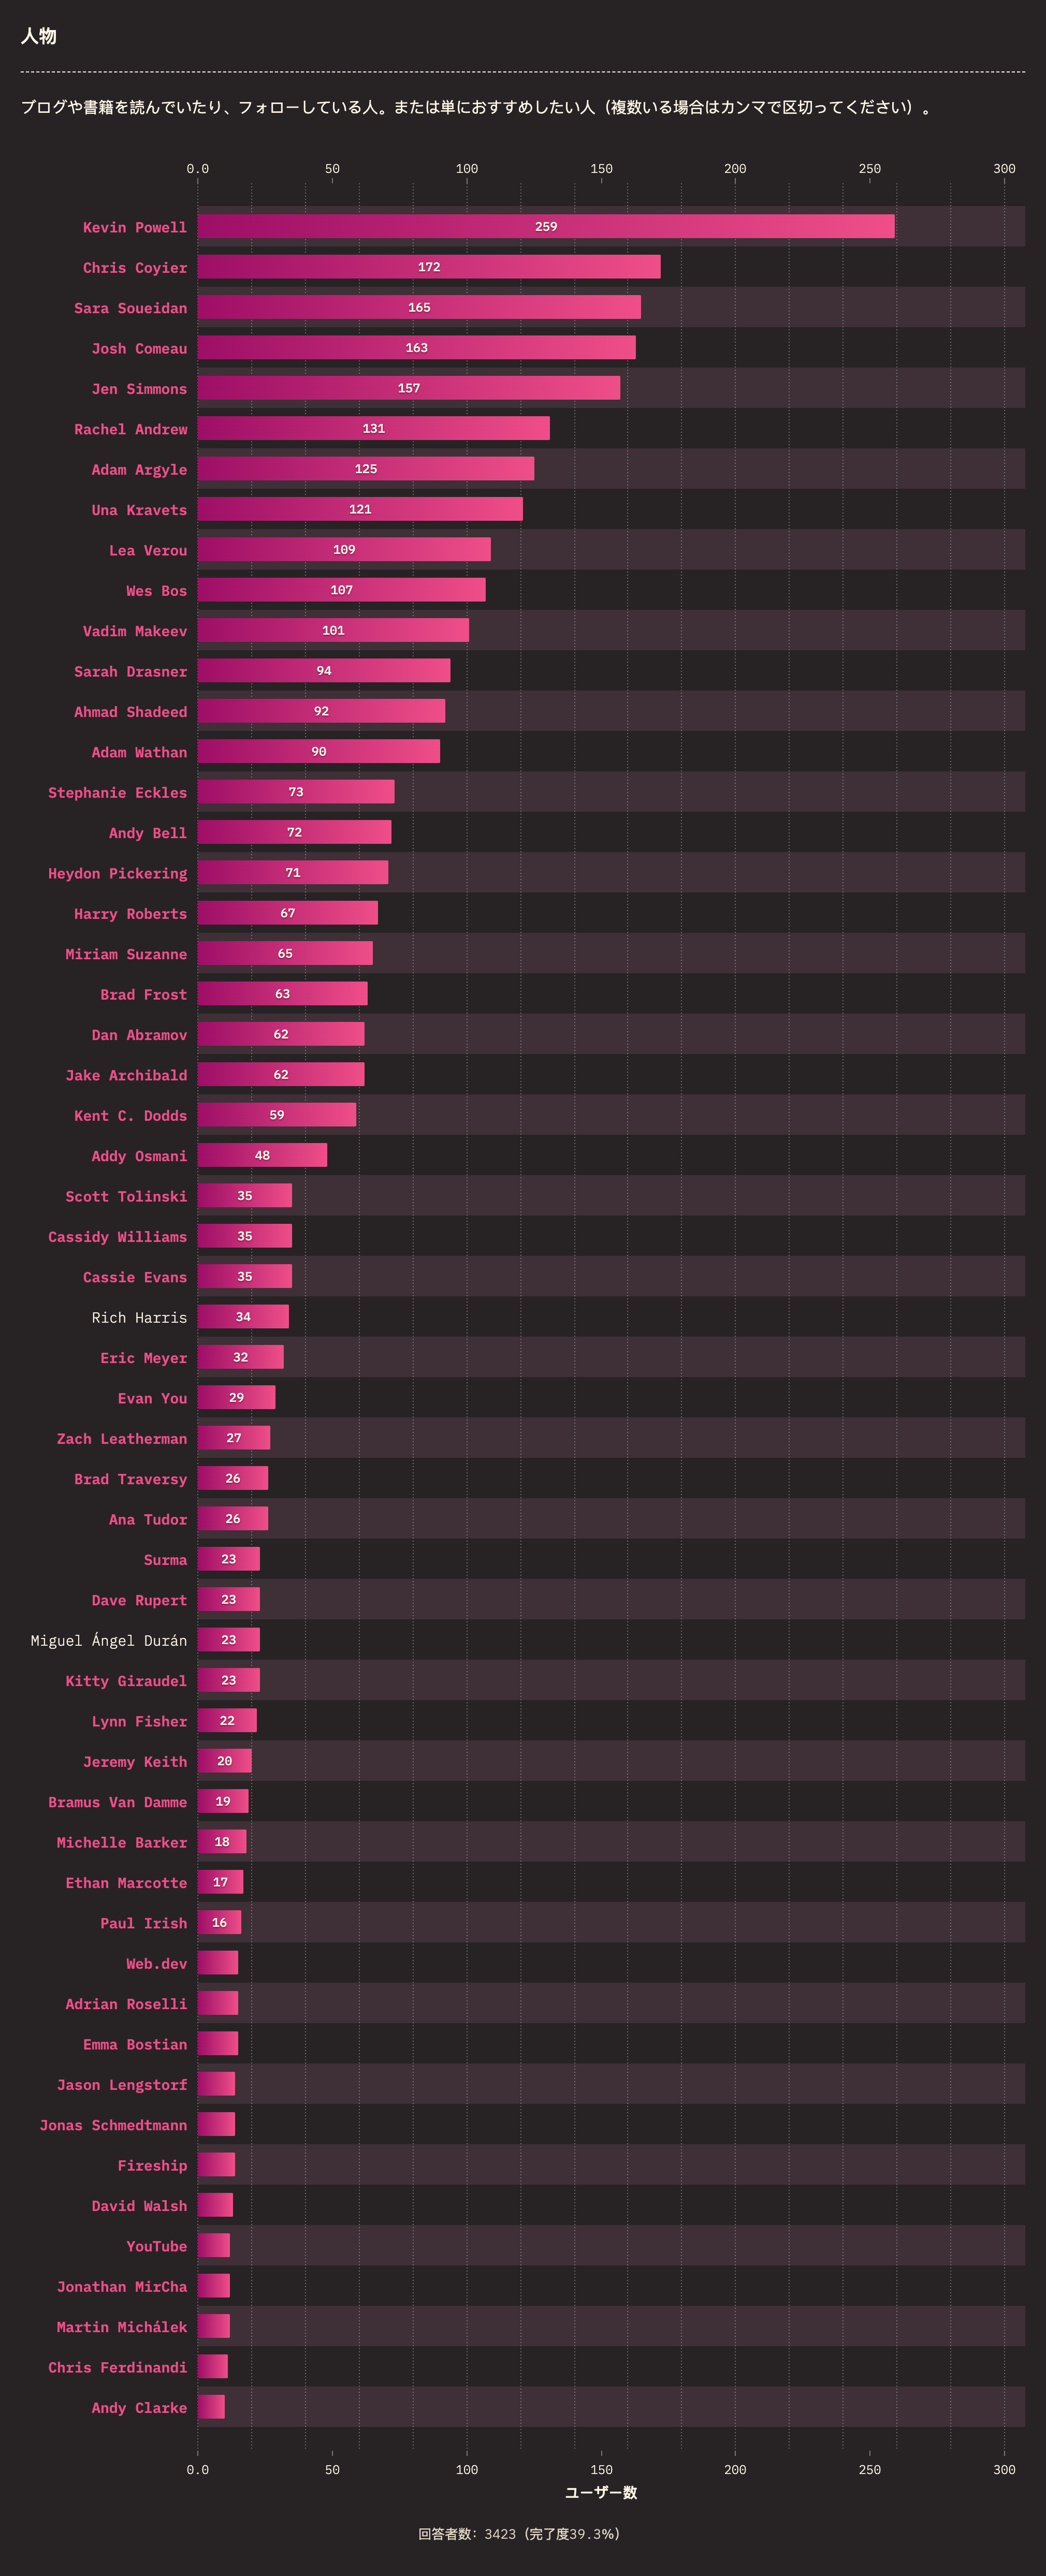 人物
ブログや書籍を読んでいたり、フォローしている人。または単におすすめしたい人（複数いる場合はカンマで区切ってください）。
0.0 50 100 150 200 250 300
Kevin Powell 259
Chris Coyier 172
Sara Soueidan 165
Josh Comeau 163
Jen Simmons 157
Rachel Andrew 131
Adam Argyle 125
Una Kravets 121
Lea Verou 109
Wes Bos 107
Vadim Makeev 101
Sarah Drasner 94
Ahmad Shadeed 92
Adam Wathan 90
Stephanie Eckles 73
Andy Bell 72
Heydon Pickering 71
Harry Roberts 67
Miriam Suzanne 65
Brad Frost 63
Dan Abramov 62
Jake Archibald 62
Kent C. Dodds 59
Addy Osmani 48
Scott Tolinski 35
Cassidy Williams 35
Cassie Evans 35
Rich Harris 34
Eric Meyer 32
Evan You 29
Zach Leatherman 27
Brad Traversy 26
Ana Tudor 26
Surma 23
Dave Rupert 23
Miguel Ángel Durán 23
Kitty Giraudel 23
Lynn Fisher 22
Jeremy Keith 20
Bramus Van Damme 19
Michelle Barker 18
Ethan Marcotte 17
Paul Irish 16
Web.dev
Adrian Roselli
Emma Bostian
Jason Lengstorf
Jonas Schmedtmann
Fireship
David Walsh
YouTube
Jonathan MirCha
Martin Michálek
Chris Ferdinandi
Andy Clarke
0.0 50 100 150 200 250 300
ユーザー数
回答者数: 3423 (完了度39.3%)